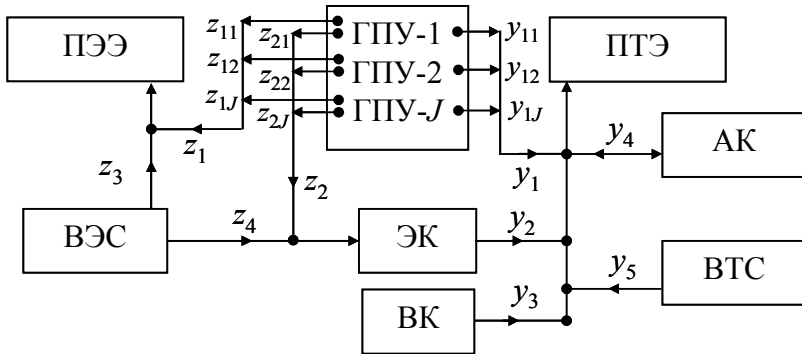 ПЭЭ
z11
z21
ГПУ-1
y11
ПТЭ
z12
z22
ГПУ-2
y12
z1J
z2J
ГПУ-J
y1J
z1
y1
y4
АК
z3
z2
ВЭС
z4
ЭК
y2
y5
ВТС
ВК
y3